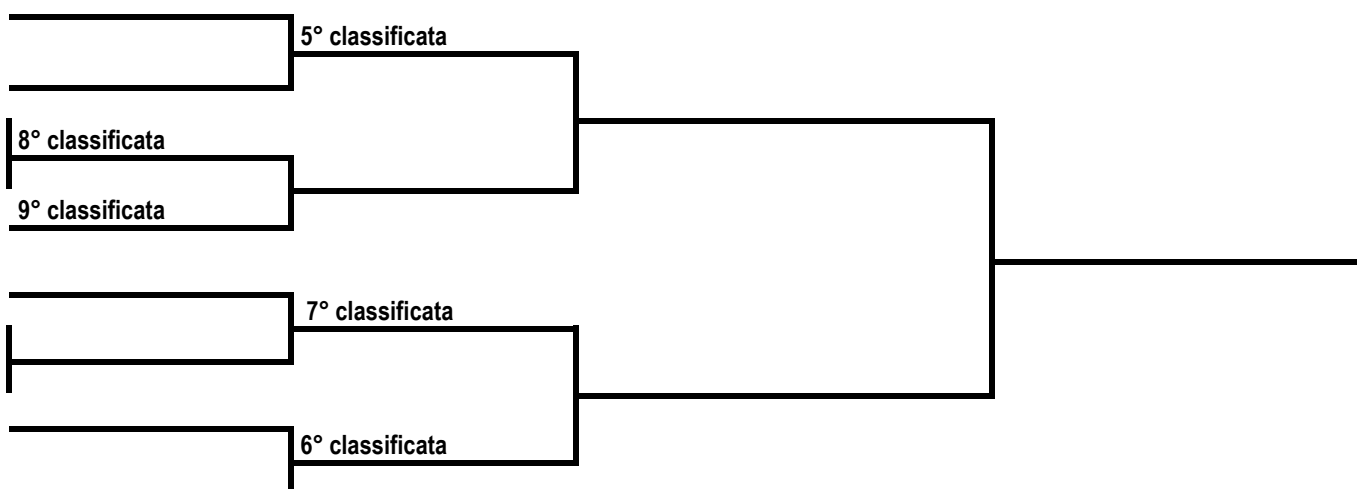 5° classificata
8° classificata
9° classificata
7° classificata
6° classificata